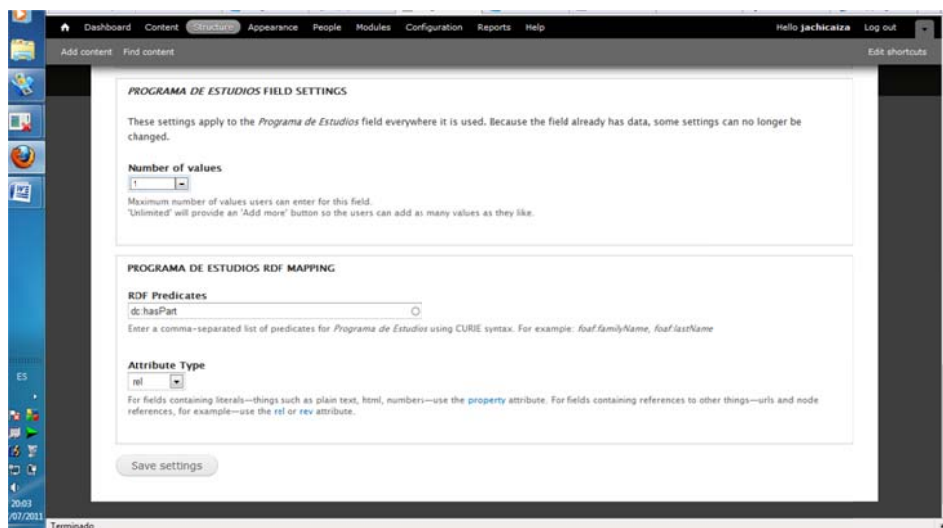 Dashboard Content Structure Appearance People Modules Configuration Reports Help Hello jachicaiza Log out
Add content Find content Edit shortcuts
PROGRAMA DE ESTUDIOS FIELD SETTINGS
These settings apply to the Programa de Estudios field everywhere it is used. Because the field already has data, some settings can no longer be
changed.
Number of values
1
Maximum number of values users can enter for this field.
'Unlimited' will provide an 'Add more' button so the users can add as many values as they like.
PROGRAMA DE ESTUDIOS RDF MAPPING
RDF Predicates
dc:hasPart
Enter a comma-separated list of predicates for Programa de Estudios using CURIE syntax. For example: foaf:familyName, foaf:lastName
Attribute Type
rel
For fields containing literals—things such as plain text, html, numbers—use the property attribute. For fields containing references to other things—urls and node
references, for example—use the rel or rev attribute.
Save settings
ES
20:03
/07/2011
Terminado